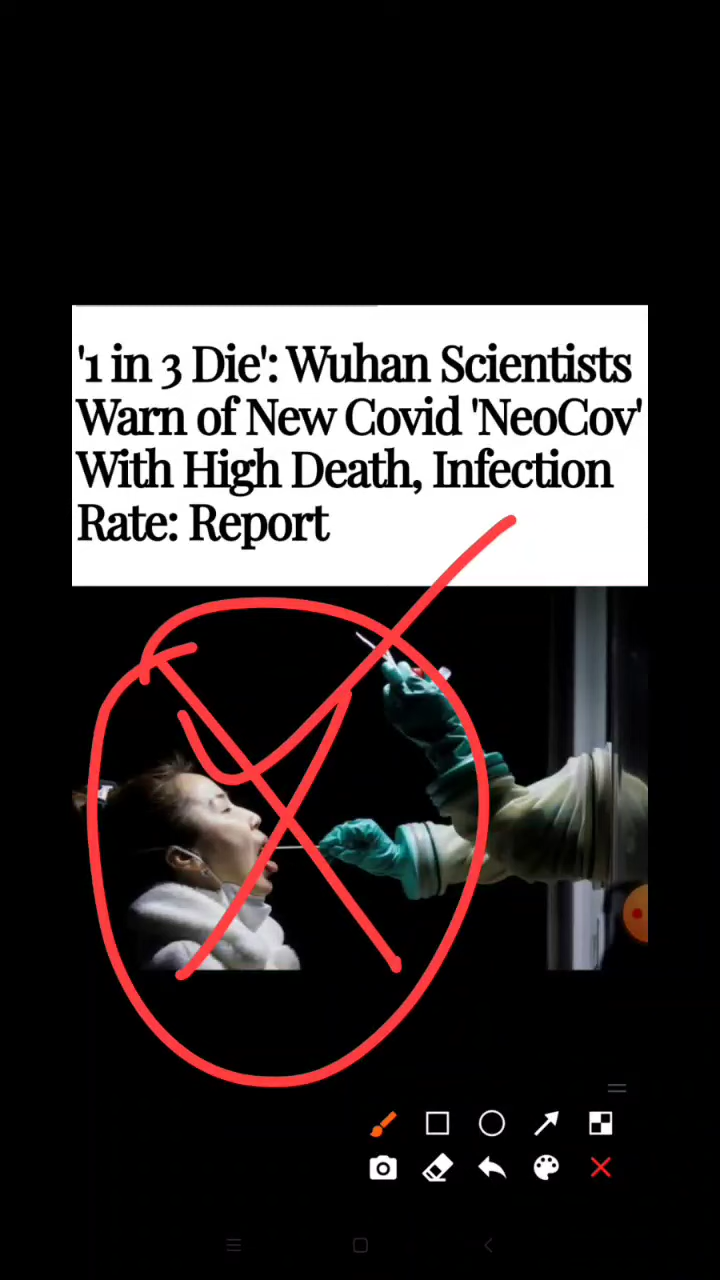 '1 in 3 Die': Wuhan Scientists
Warn of New Covid 'NeoCov'
With High Death, Infection
Rate: Report